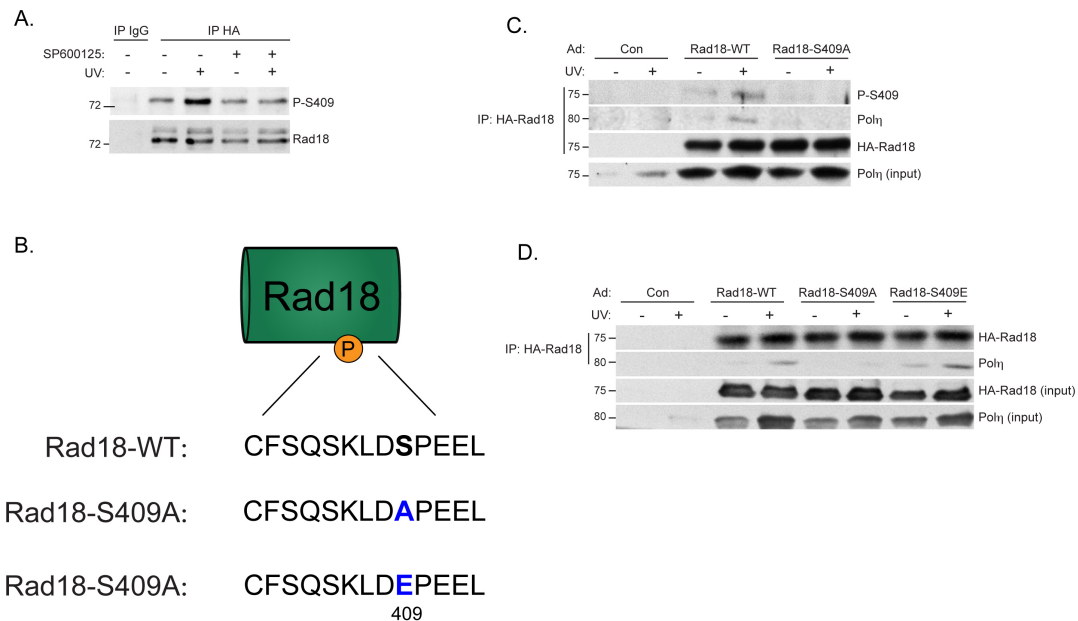 A.
IP IgG IP HA
SP600125: - - - + +
UV: - - + - +
72 P-S409
72 Rad18
B.
Rad18
P
Rad18-WT: CFSQSKLDSPEEL
Rad18-S409A: CFSQSKLDAPEEL
Rad18-S409A: CFSQSKLDEPEEL
409
C.
Ad: Con Rad18-WT Rad18-S409A
UV: - + - + - +
IP: HA-Rad18
75 P-S409
80 Polη
75 HA-Rad18
75 Polη (input)
D.
Ad: Con Rad18-WT Rad18-S409A Rad18-S409E
UV: - + - + - + - +
IP: HA-Rad18
75 HA-Rad18
80 Polη
75 HA-Rad18 (input)
80 Polη (input)